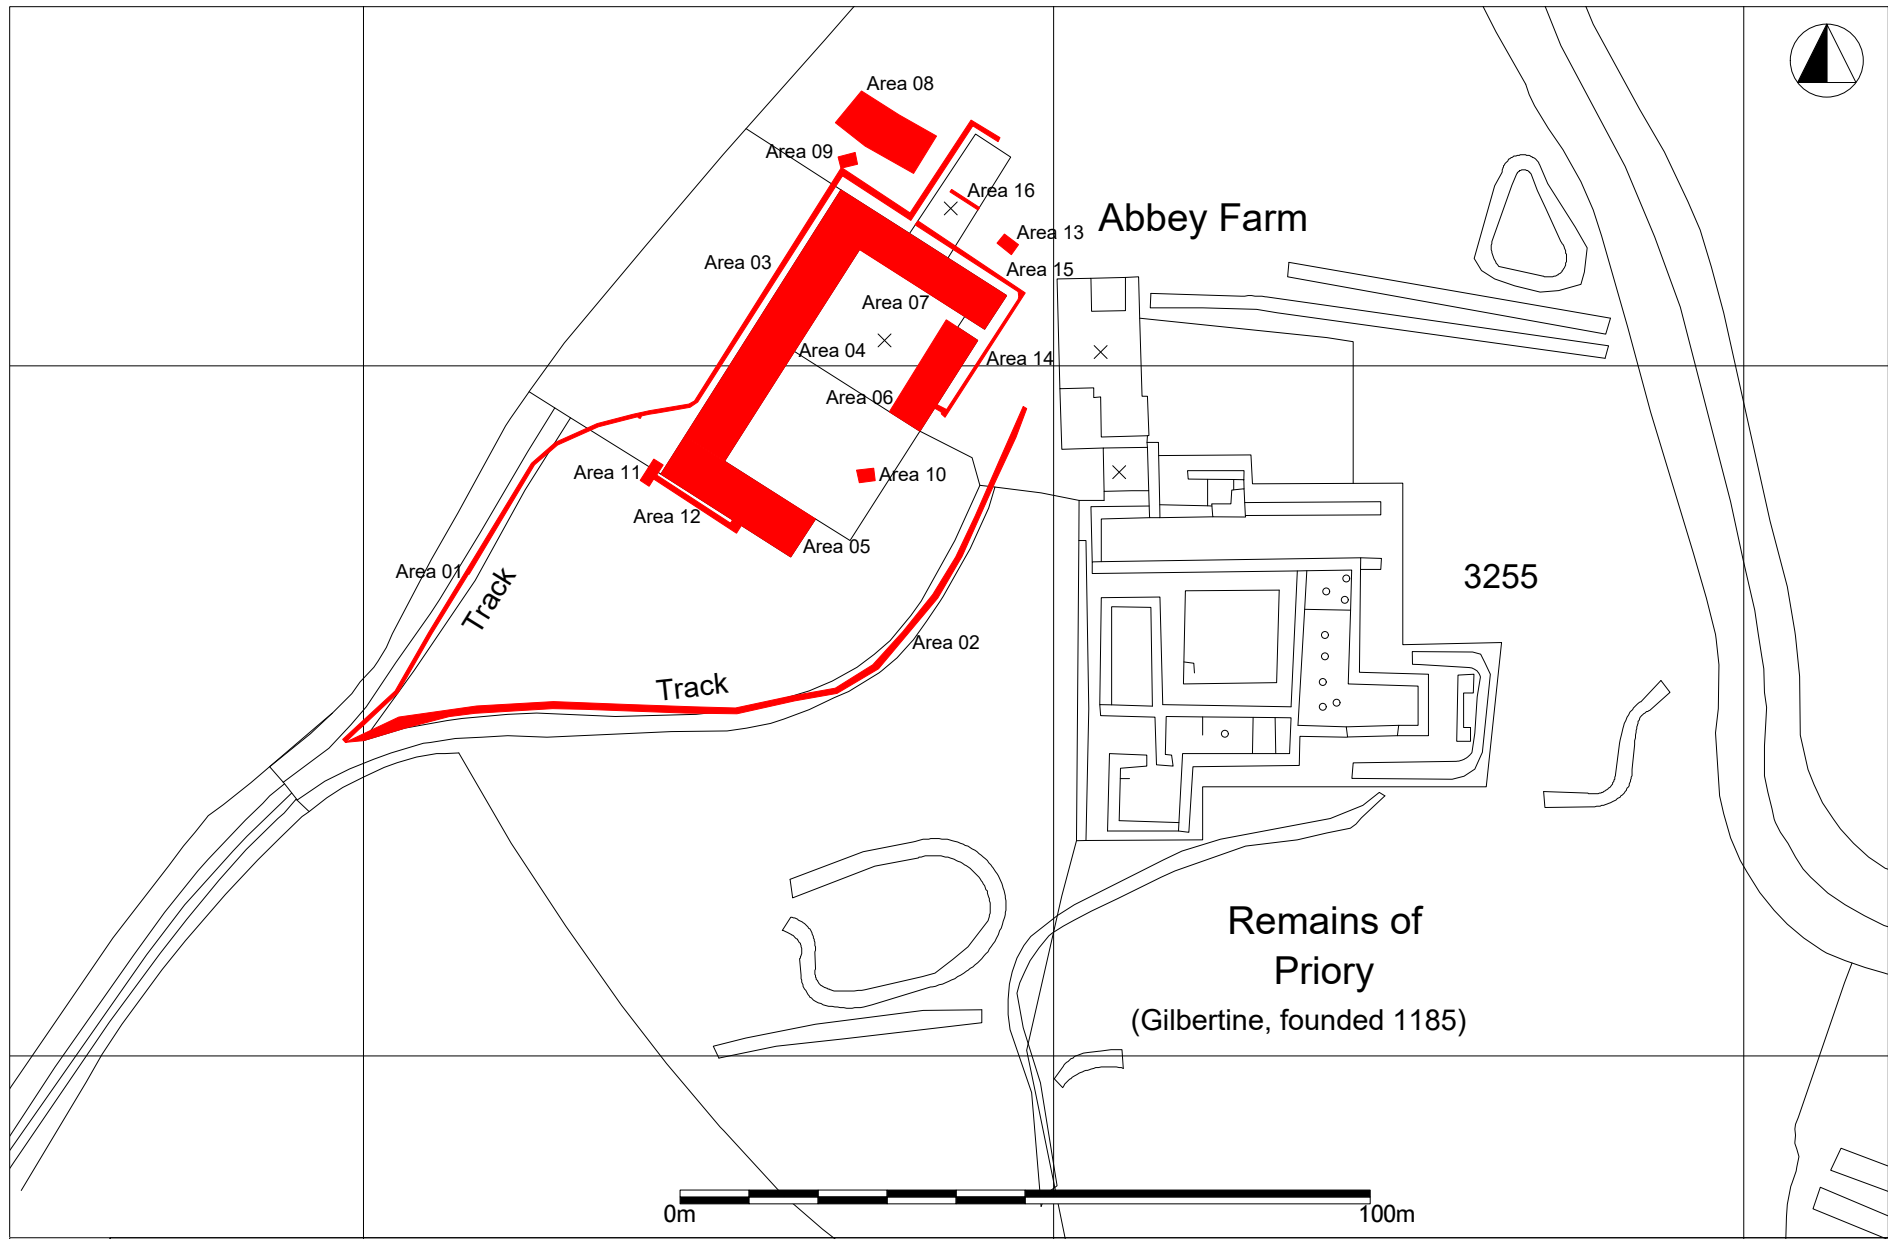 Area 08
Area 09
Area 16
Abbey Farm
Area 13
Area 03
Area 15
Area 07
Area 04
Area 14
Area 06
Area 11
Area 10
Area 12
Area 05
Area 01
Track
3255
Area 02
Track
Remains of
Priory
(Gilbertine, founded 1185)
0m
100m